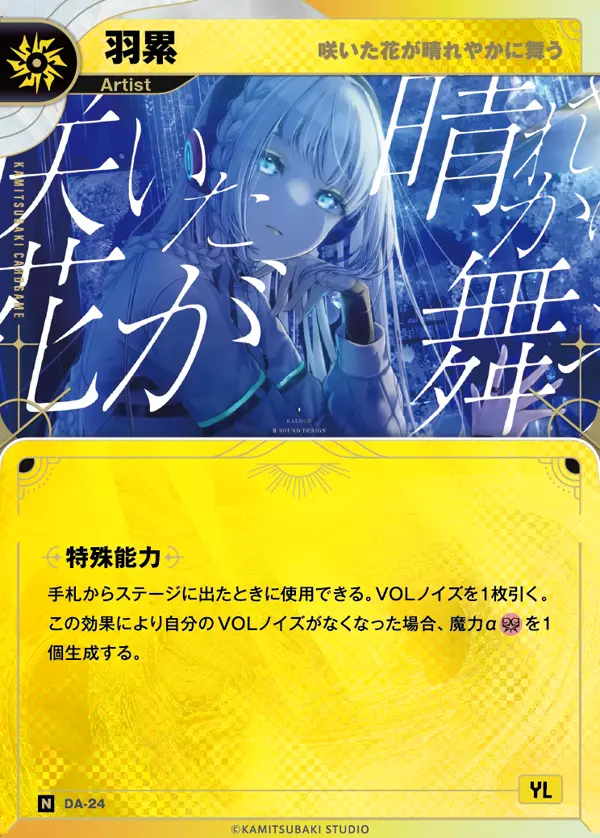 羽累
咲いた花が晴れやかに舞う
Artist
KAMITSUBAKI CARDGAME
咲いた
花が
晴れや
かに
舞う
BALOON
H.SOUND DESIGN
特殊能力
手札からステージに出たときに使用できる。VOLノイズを1枚引く。
この効果により自分のVOLノイズがなくなった場合、魔力αを1
個生成する。
YL
N DA-24
©KAMITSUBAKI STUDIO